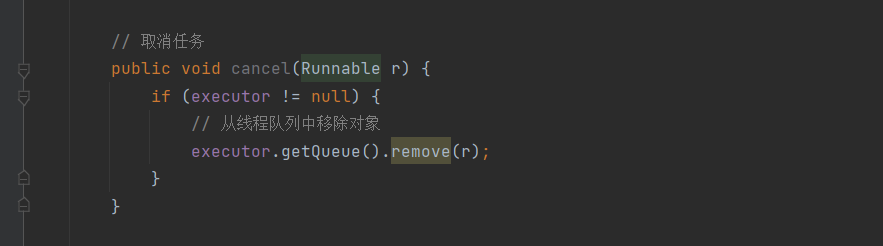 // 取消任务
public void cancel(Runnable r) {
if (executor != null) {
// 从线程队列中移除对象
executor.getQueue().remove(r);
}
}